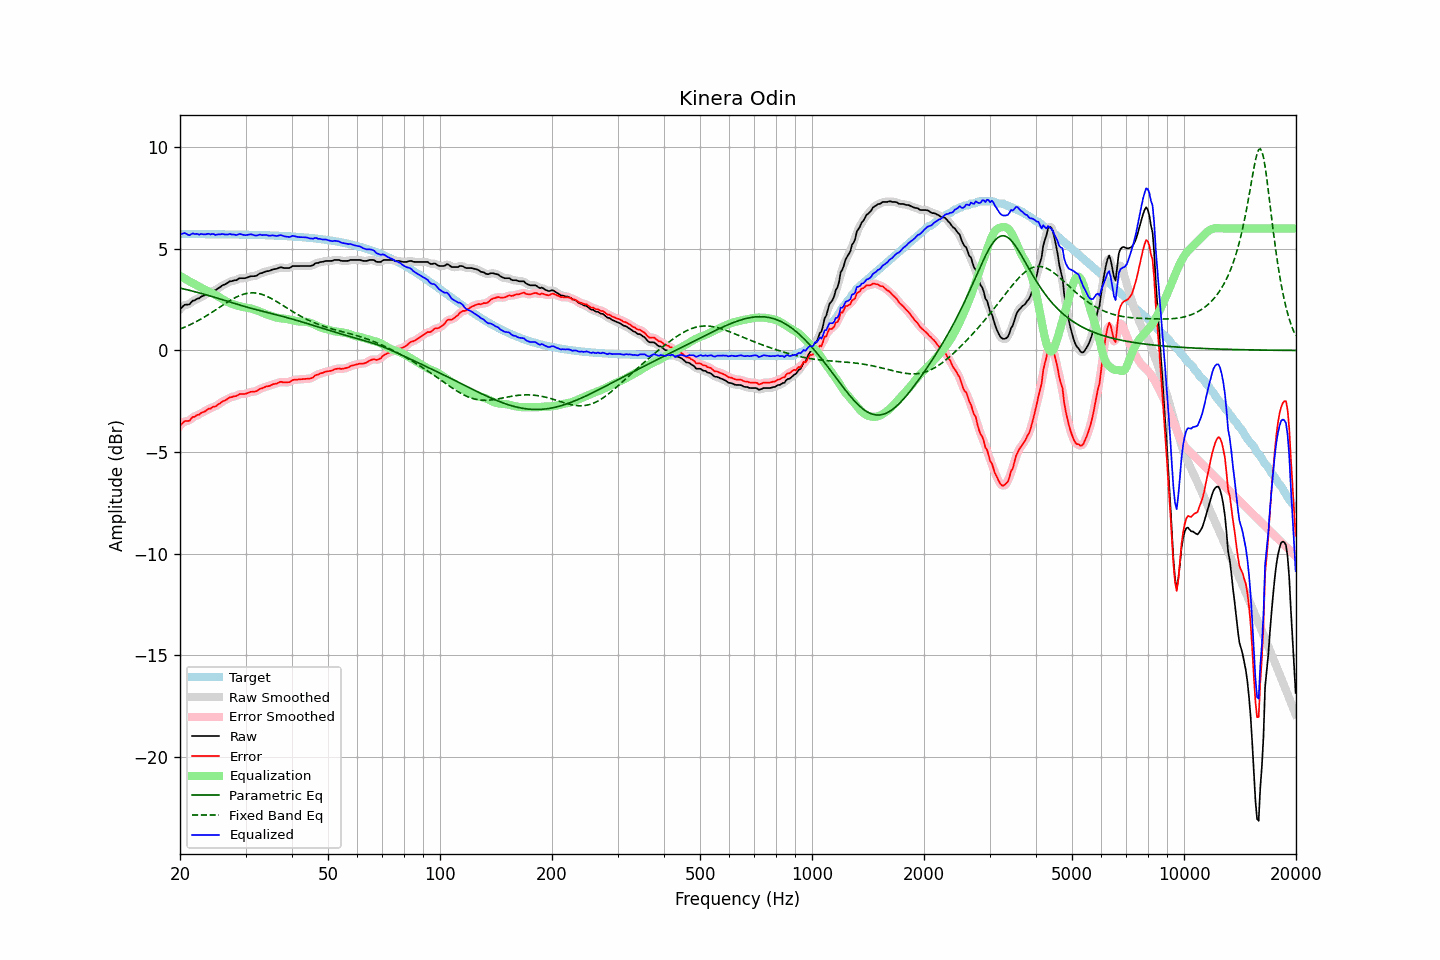 Kinera Odin
Amplitude (dBr)
10
5
0
−5
−10
−15
−20
Target
Raw Smoothed
Error Smoothed
Raw
Error
Equalization
Parametric Eq
Fixed Band Eq
Equalized
20 50 100 200 500 1000 2000 5000 10000 20000
Frequency (Hz)